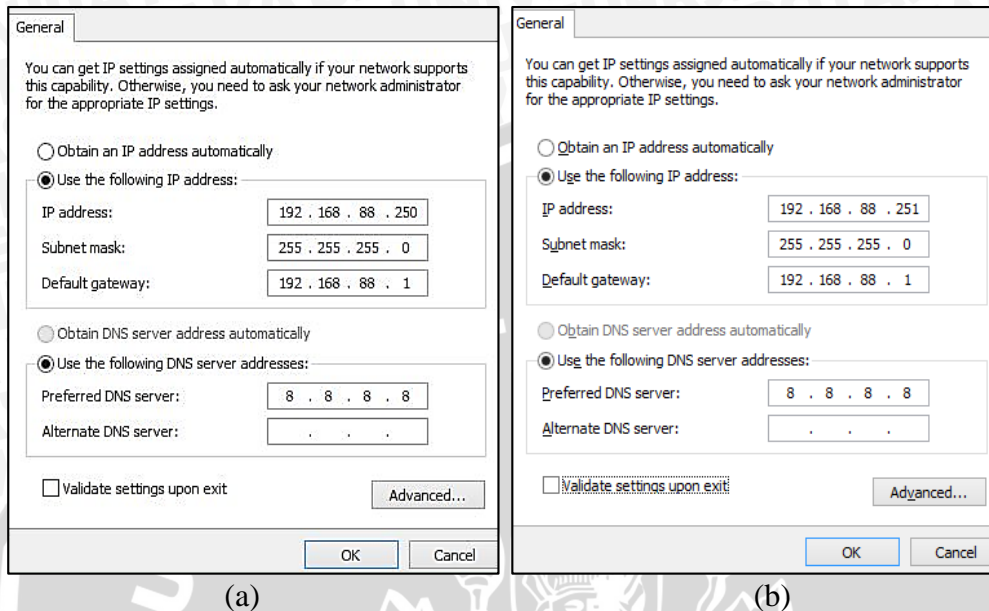 General
You can get IP settings assigned automatically if your network supports
this capability. Otherwise, you need to ask your network administrator
for the appropriate IP settings.
Obtain an IP address automatically
Use the following IP address:
IP address: 192 . 168 . 88 . 250
Subnet mask: 255 . 255 . 255 . 0
Default gateway: 192 . 168 . 88 . 1
Obtain DNS server address automatically
Use the following DNS server addresses:
Preferred DNS server: 8 . 8 . 8 . 8
Alternate DNS server: . . .
Validate settings upon exit
Advanced...
OK Cancel
(a)
General
You can get IP settings assigned automatically if your network supports
this capability. Otherwise, you need to ask your network administrator
for the appropriate IP settings.
Obtain an IP address automatically
Use the following IP address:
IP address: 192 . 168 . 88 . 251
Subnet mask: 255 . 255 . 255 . 0
Default gateway: 192 . 168 . 88 . 1
Obtain DNS server address automatically
Use the following DNS server addresses:
Preferred DNS server: 8 . 8 . 8 . 8
Alternate DNS server: . . .
Validate settings upon exit
Advanced...
OK Cancel
(b)